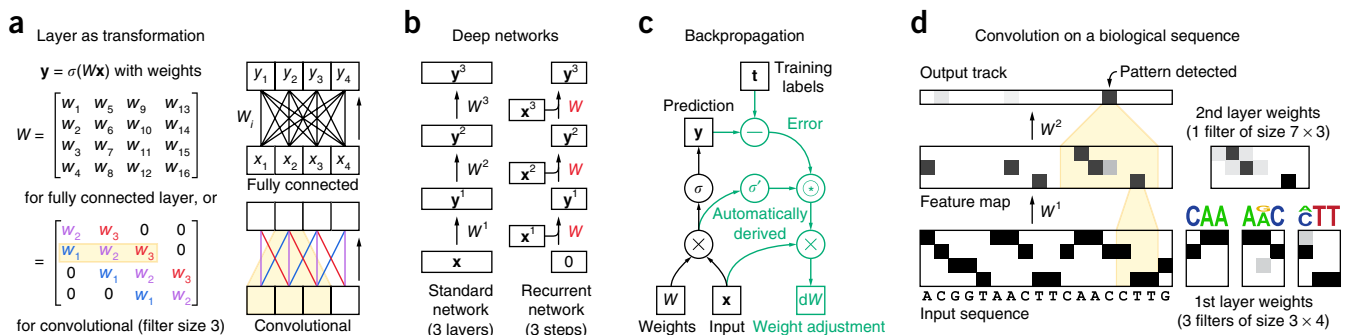 a
Layer as transformation
y = σ(Wx) with weights
W =
w1 w5 w9 w13
w2 w6 w10 w14
w3 w7 w11 w15
w4 w8 w12 w16
for fully connected layer, or
=
w2 w3 0 0
w1 w2 w3 0
0 w1 w2 w3
0 0 w1 w2
for convolutional (filter size 3)
y1 y2 y3 y4
Wi
x1 x2 x3 x4
Fully connected
Convolutional
b
Deep networks
y3
W3
y2
W2
y1
W1
x
Standard
network
(3 layers)
y3
x3 W
y2
x2 W
y1
x1 W
0
Recurrent
network
(3 steps)
c
Backpropagation
t
Training
labels
Prediction
y
−
Error
σ
σ′
Automatically
derived
×
×
W
x
dW
Weights
Input
Weight adjustment
d
Convolution on a biological sequence
Output track
Pattern detected
W2
Feature map
W1
A C G G T A A C T T C A A C C T T G
Input sequence
2nd layer weights
(1 filter of size 7 × 3)
CAA
A G A C
A C T T
1st layer weights
(3 filters of size 3 × 4)